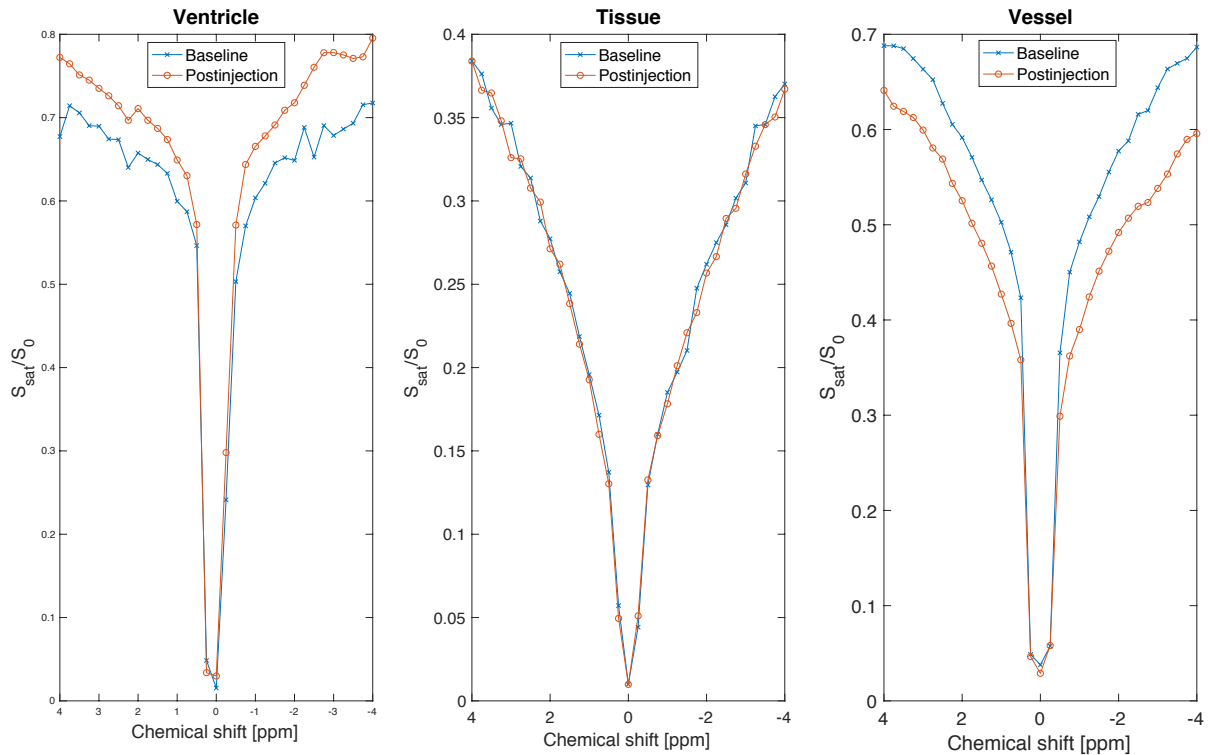 Ventricle
Baseline
Postinjection
0.8
0.7
0.6
0.5
0.4
0.3
0.2
0.1
0
S_sat/S_0
4 3 2 1 0 -1 -2 -3 -4
Chemical shift [ppm]
Tissue
Baseline
Postinjection
0.4
0.35
0.3
0.25
0.2
0.15
0.1
0.05
0
S_sat/S_0
4 2 0 -2 -4
Chemical shift [ppm]
Vessel
Baseline
Postinjection
0.7
0.6
0.5
0.4
0.3
0.2
0.1
0
S_sat/S_0
4 2 0 -2 -4
Chemical shift [ppm]